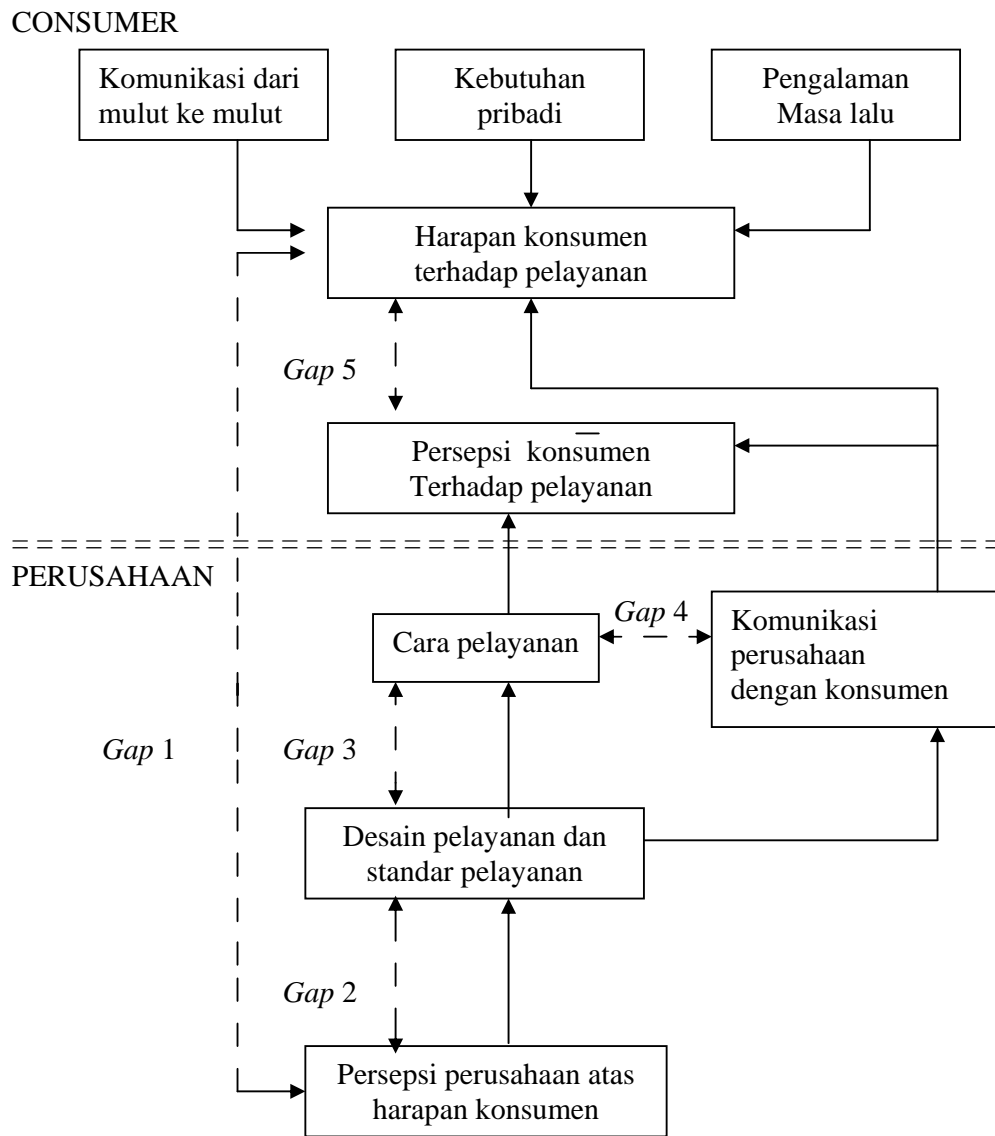 CONSUMER
Komunikasi dari
mulut ke mulut
Kebutuhan
pribadi
Pengalaman
Masa lalu
Harapan konsumen
terhadap pelayanan
Gap 5
Persepsi konsumen
Terhadap pelayanan
PERUSAHAAN
Gap 4
Cara pelayanan
Komunikasi
perusahaan
dengan konsumen
Gap 1
Gap 3
Desain pelayanan dan
standar pelayanan
Gap 2
Persepsi perusahaan atas
harapan konsumen